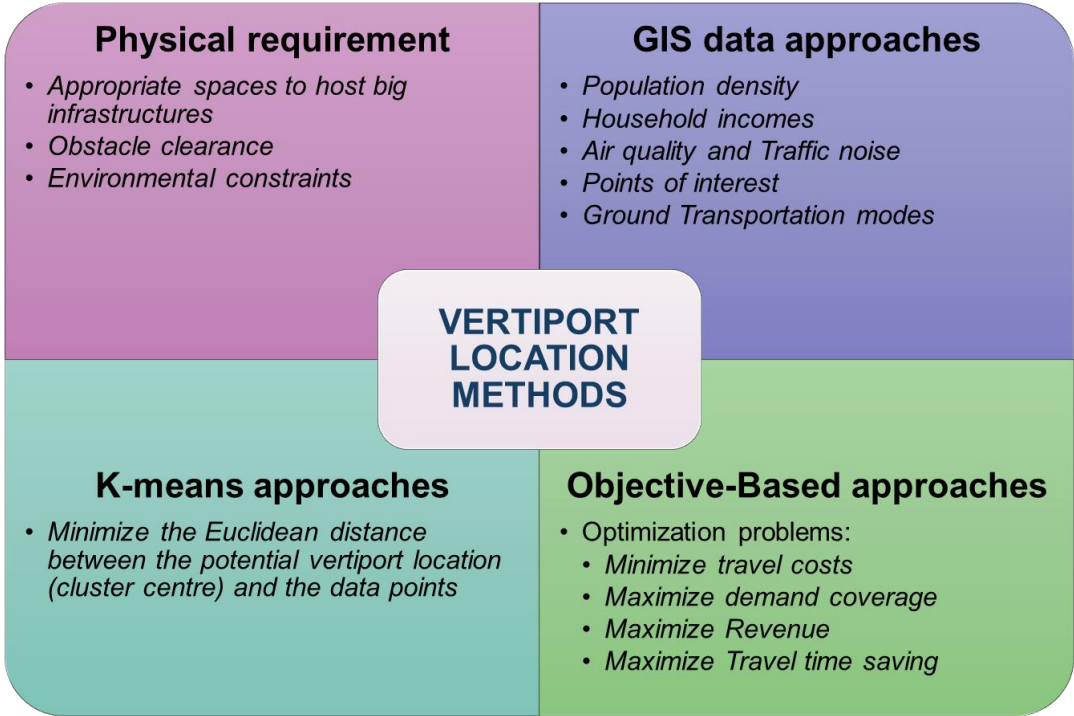 Physical requirement
• Appropriate spaces to host big
infrastructures
• Obstacle clearance
• Environmental constraints
GIS data approaches
• Population density
• Household incomes
• Air quality and Traffic noise
• Points of interest
• Ground Transportation modes
VERTIPORT
LOCATION
METHODS
K-means approaches
• Minimize the Euclidean distance
between the potential vertiport location
(cluster centre) and the data points
Objective-Based approaches
• Optimization problems:
• Minimize travel costs
• Maximize demand coverage
• Maximize Revenue
• Maximize Travel time saving